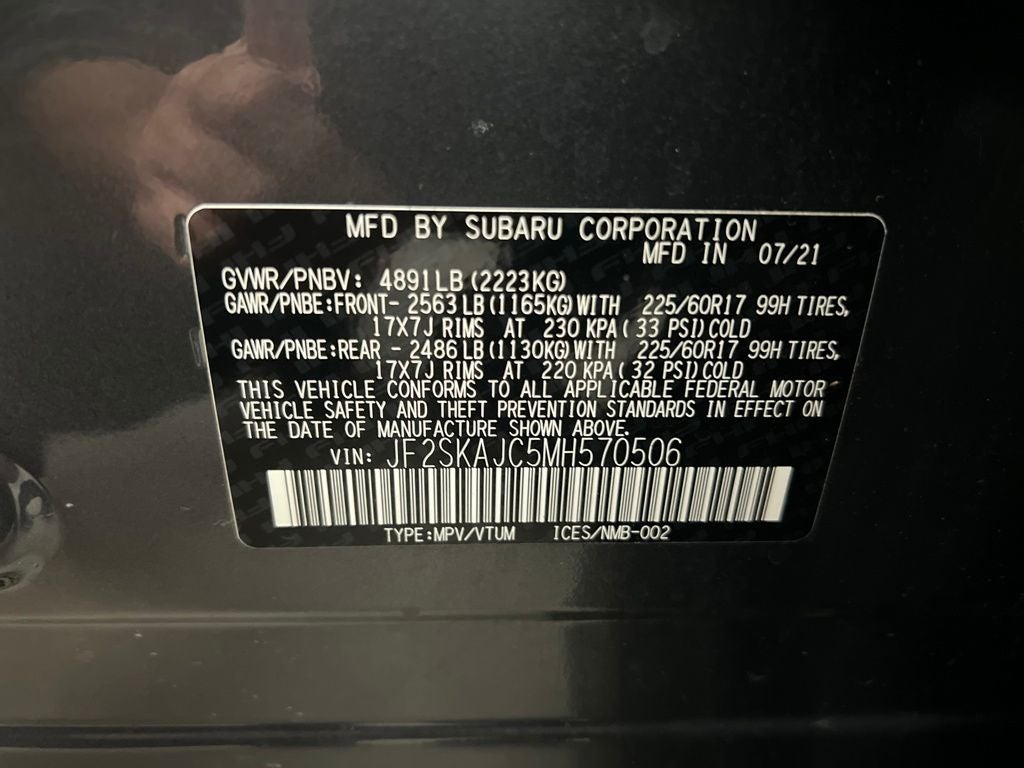 MFD BY SUBARU CORPORATION
MFD IN 07/21
GVWR/PNBV: 4891LB (2223KG)
GAWR/PNBE:FRONT- 2563 LB (1165KG) WITH 225/60R17 99H TIRES,
17X7J RIMS AT 230 KPA ( 33 PSI) COLD
GAWR/PNBE:REAR - 2486 LB (1130KG) WITH 225/60R17 99H TIRES,
17X7J RIMS AT 220 KPA ( 32 PSI) COLD
THIS VEHICLE CONFORMS TO ALL APPLICABLE FEDERAL MOTOR
VEHICLE SAFETY AND THEFT PREVENTION STANDARDS IN EFFECT ON
THE DATE OF MANUFACTURE SHOWN ABOVE.
VIN: JF2SKAJC5MH570506
TYPE:MPV/VTUM ICES/NMB-002